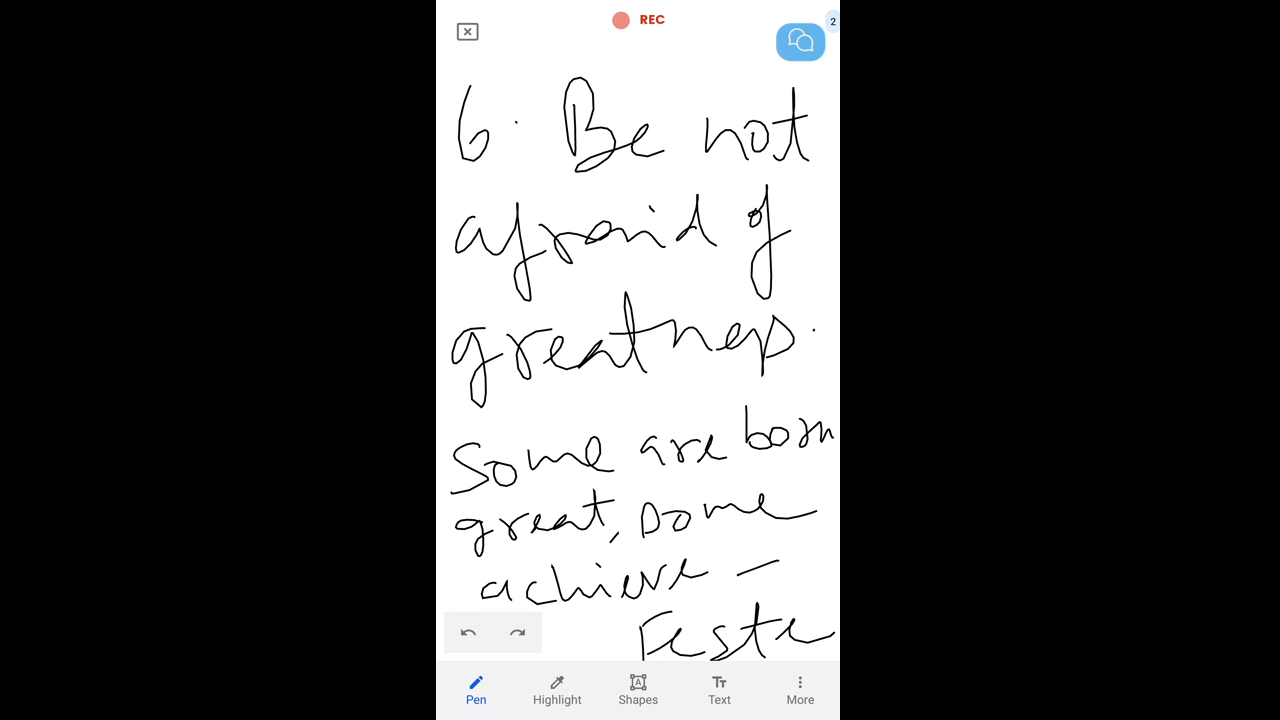 REC
2
6. Be not
afraid of
greatness.
Some are born
great, some
achieve –
Feste
Pen
Highlight
Shapes
Text
More